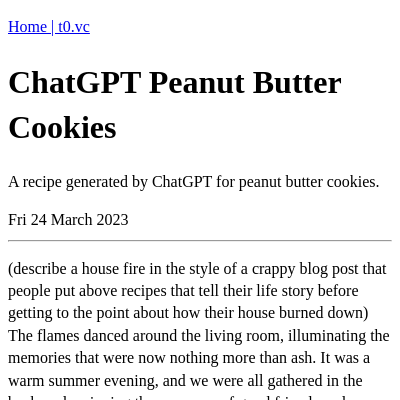 Home | t0.vc
ChatGPT Peanut Butter
Cookies
A recipe generated by ChatGPT for peanut butter cookies.
Fri 24 March 2023
(describe a house fire in the style of a crappy blog post that
people put above recipes that tell their life story before
getting to the point about how their house burned down)
The flames danced around the living room, illuminating the
memories that were now nothing more than ash. It was a
warm summer evening, and we were all gathered in the